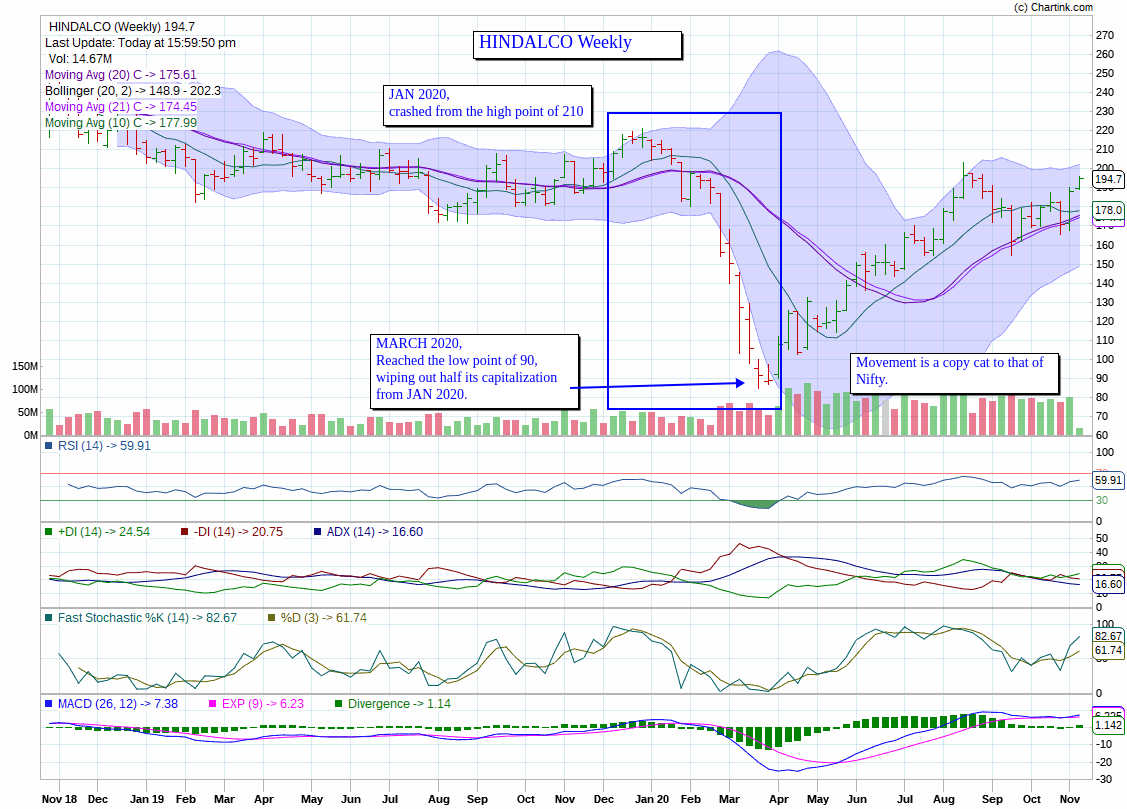 (c) Chartink.com
HINDALCO (Weekly) 194.7
Last Update: Today at 15:59:50 pm
Vol: 14.67M
Moving Avg (20) C -> 175.61
Bollinger (20, 2) -> 148.9 - 202.3
Moving Avg (21) C -> 174.45
Moving Avg (10) C -> 177.99
HINDALCO Weekly
JAN 2020,
crashed from the high point of 210
MARCH 2020,
Reached the low point of 90,
wiping out half its capitalization
from JAN 2020.
Movement is a copy cat to that of
Nifty.
270
260
250
240
230
220
210
200
194.7
190
178.0
170
160
150
140
130
120
110
100
90
80
70
60
150M
100M
50M
0M
RSI (14) -> 59.91
100
70
59.91
30
0
+DI (14) -> 24.54 -DI (14) -> 20.75 ADX (14) -> 16.60
50
40
30
16.60
10
0
Fast Stochastic %K (14) -> 82.67 %D (3) -> 61.74
100
82.67
61.74
50
0
MACD (26, 12) -> 7.38 EXP (9) -> 6.23 Divergence -> 1.14
1.142
-10
-20
-30
Nov 18 Dec Jan 19 Feb Mar Apr May Jun Jul Aug Sep Oct Nov Dec Jan 20 Feb Mar Apr May Jun Jul Aug Sep Oct Nov